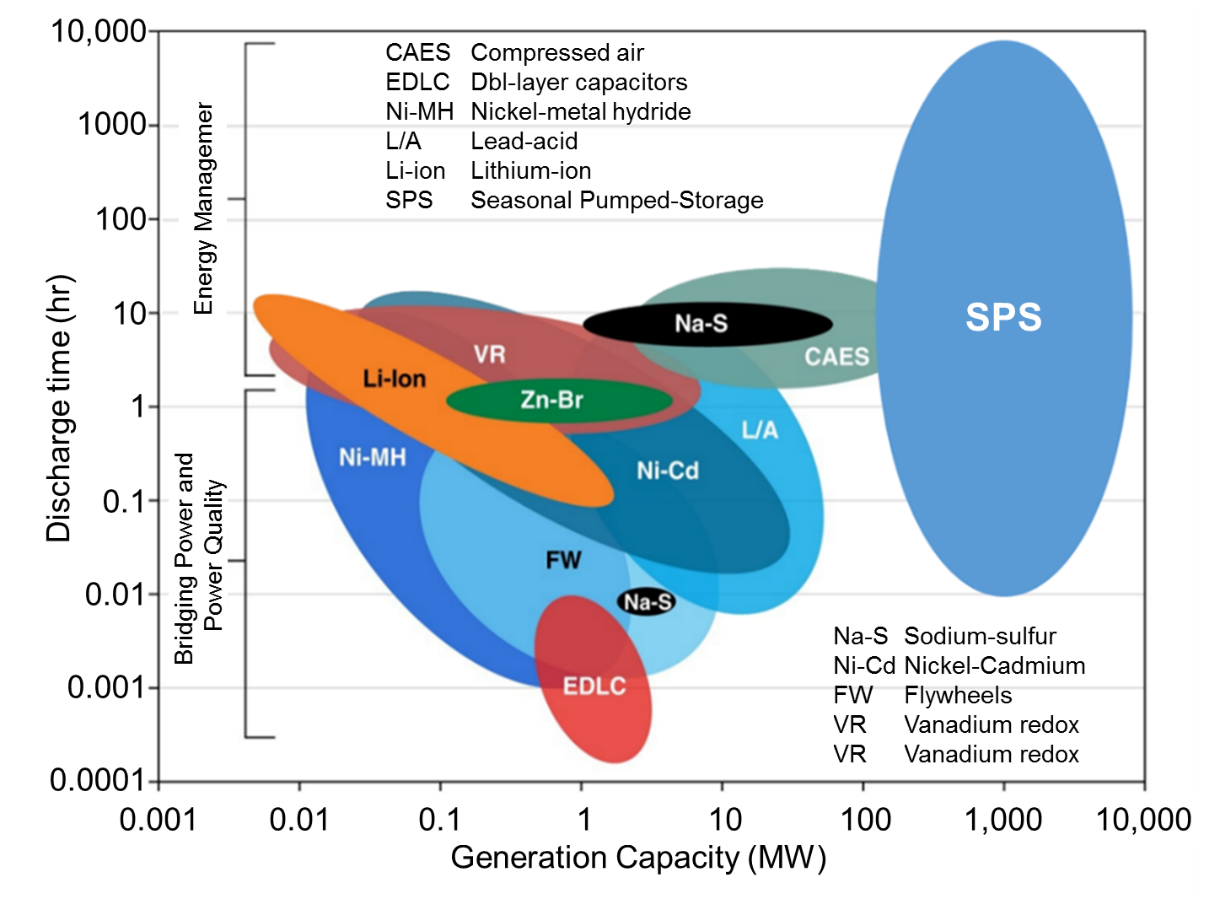 10,000
1000
100
10
1
0.1
0.01
0.001
0.0001
Discharge time (hr)
Energy Managemer
Bridging Power and
Power Quality
CAES Compressed air
EDLC Dbl-layer capacitors
Ni-MH Nickel-metal hydride
L/A Lead-acid
Li-ion Lithium-ion
SPS Seasonal Pumped-Storage
Na-S
SPS
VR
CAES
Li-Ion
Zn-Br
L/A
Ni-MH
Ni-Cd
FW
Na-S
EDLC
Na-S Sodium-sulfur
Ni-Cd Nickel-Cadmium
FW Flywheels
VR Vanadium redox
VR Vanadium redox
0.001 0.01 0.1 1 10 100 1,000 10,000
Generation Capacity (MW)